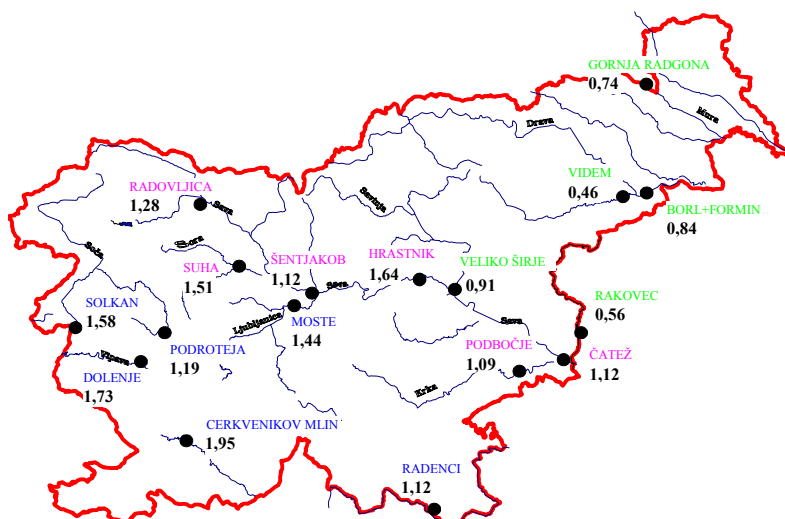 GORNJA RADGONA
0,74
Mura
Drava
VIDEM
0,46
BORL+FORMIN
0,84
RADOVLJICA
1,28
Sava
Savinja
Sora
Soča
SUHA
1,51
ŠENTJAKOB
1,12
Sava
HRASTNIK
1,64
VELIKO ŠIRJE
0,91
SOLKAN
1,58
Ljubljanica
MOSTE
1,44
Sava
RAKOVEC
0,56
PODROTEJA
1,19
Vipava
DOLENJE
1,73
PODBOČJE
1,09
ČATEŽ
1,12
Krka
CERKVENIKOV MLIN
1,95
RADENCI
1,12